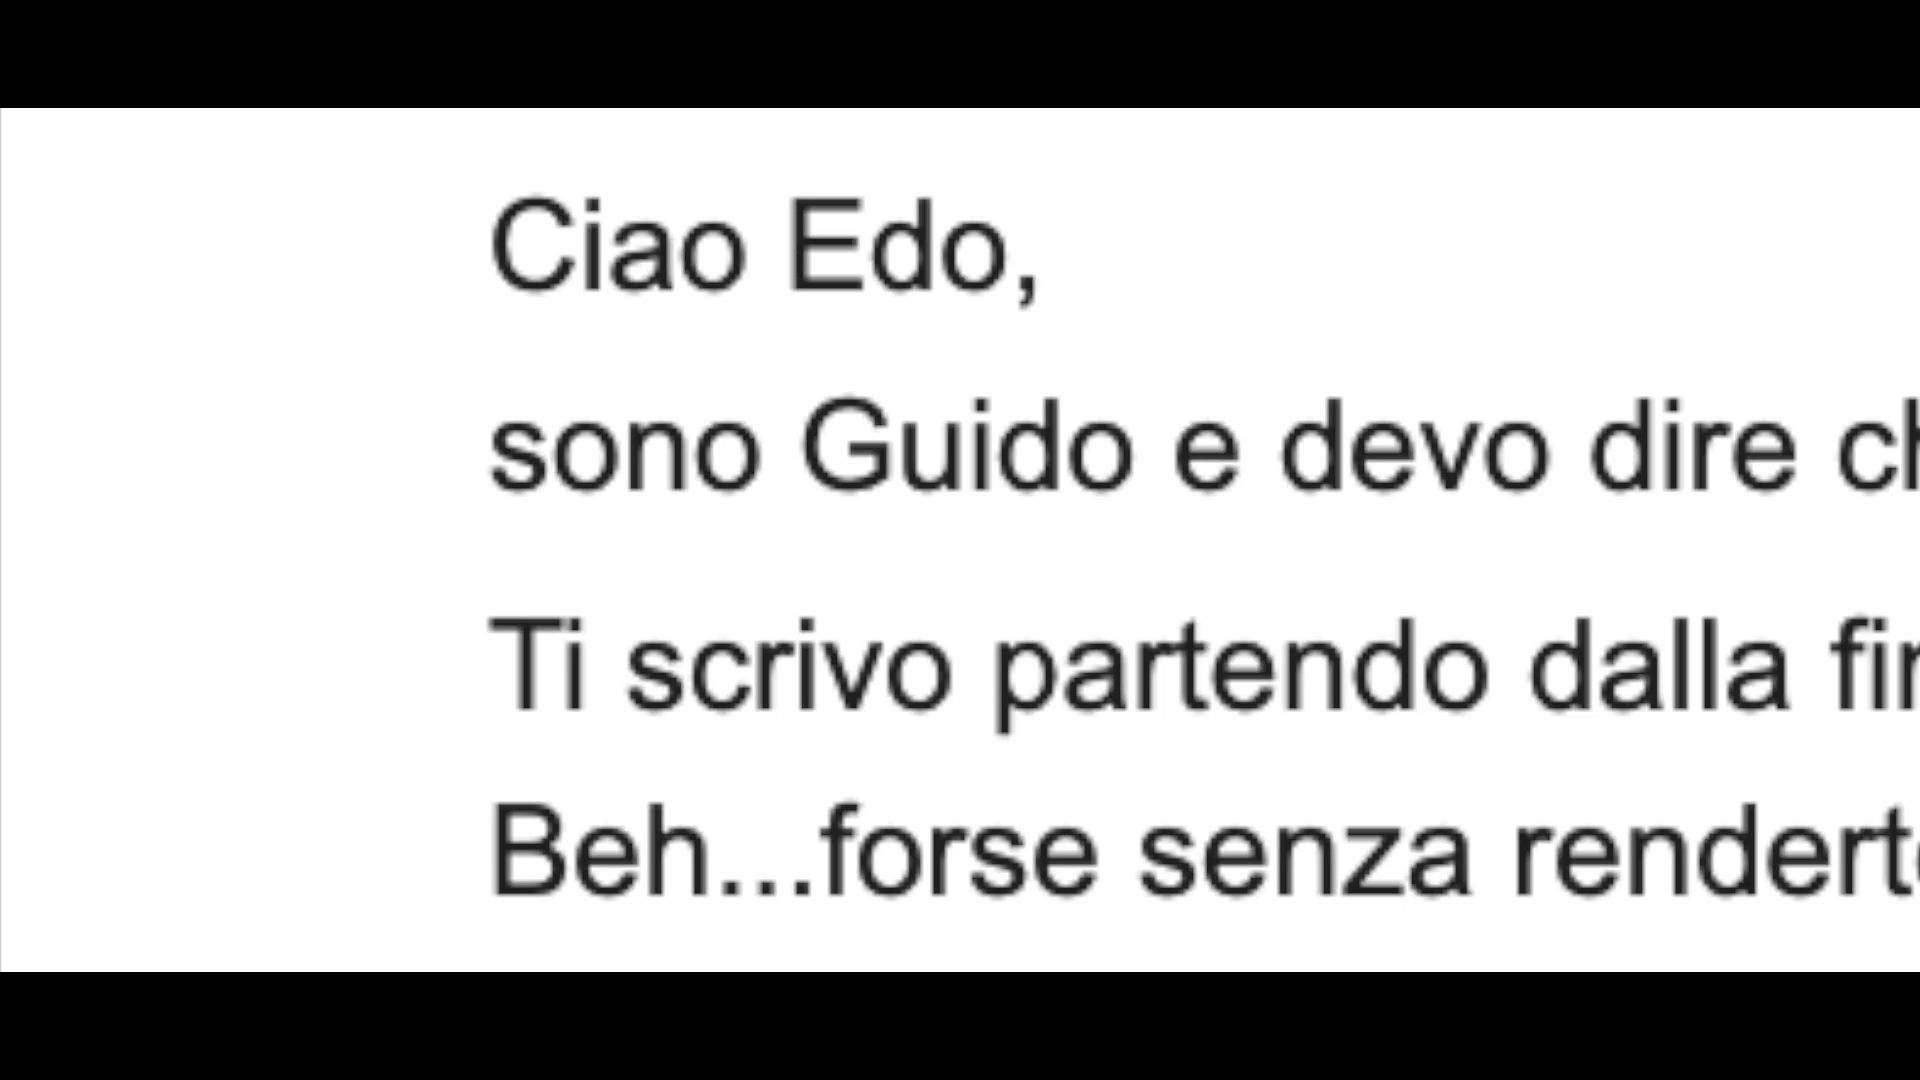 Ciao Edo,
sono Guido e devo dire
Ti scrivo partendo dalla
Beh...forse senza